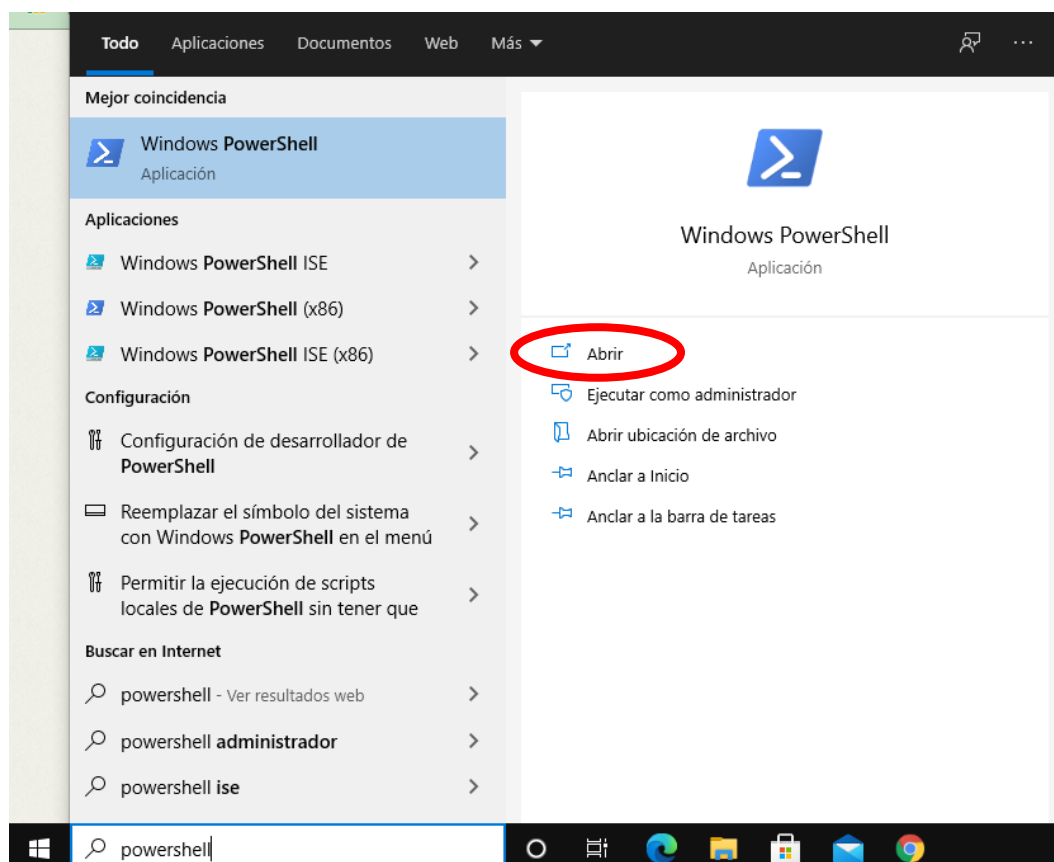 Todo Aplicaciones Documentos Web Más
Mejor coincidencia
Windows PowerShell
Aplicación
Aplicaciones
Windows PowerShell ISE
Windows PowerShell (x86)
Windows PowerShell ISE (x86)
Configuración
Configuración de desarrollador de
PowerShell
Reemplazar el símbolo del sistema
con Windows PowerShell en el menú
Permitir la ejecución de scripts
locales de PowerShell sin tener que
Buscar en Internet
powershell - Ver resultados web
powershell administrador
powershell ise
powershell
Windows PowerShell
Aplicación
Abrir
Ejecutar como administrador
Abrir ubicación de archivo
Anclar a Inicio
Anclar a la barra de tareas